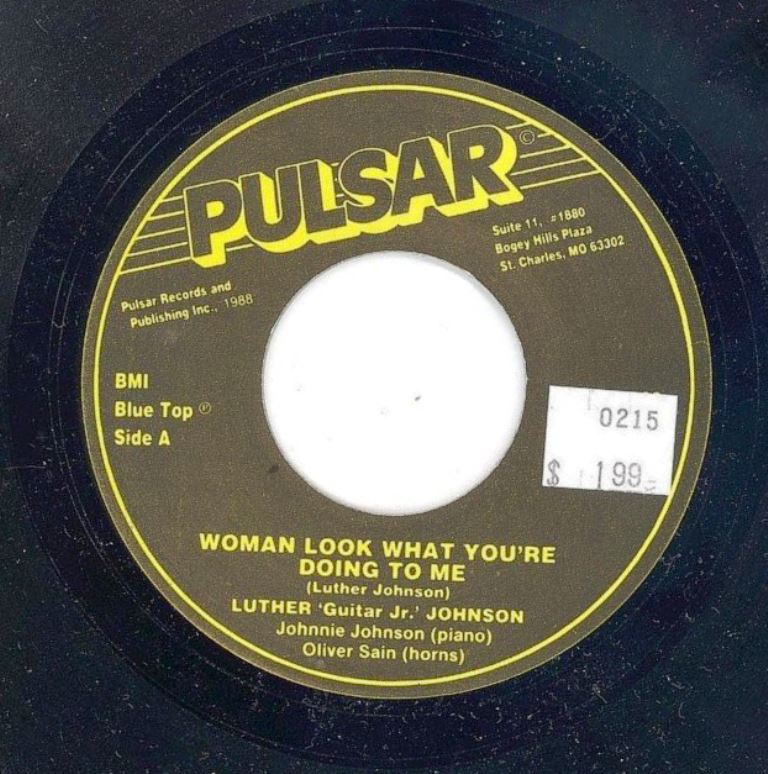 PULSAR ©
Suite 11, #1880
Bogey Hills Plaza
St. Charles, MO 63302
Pulsar Records and
Publishing Inc., 1988
BMI
Blue Top ℗
Side A
0215
$ 199
WOMAN LOOK WHAT YOU'RE
DOING TO ME
(Luther Johnson)
LUTHER 'Guitar Jr.' JOHNSON
Johnnie Johnson (piano)
Oliver Sain (horns)